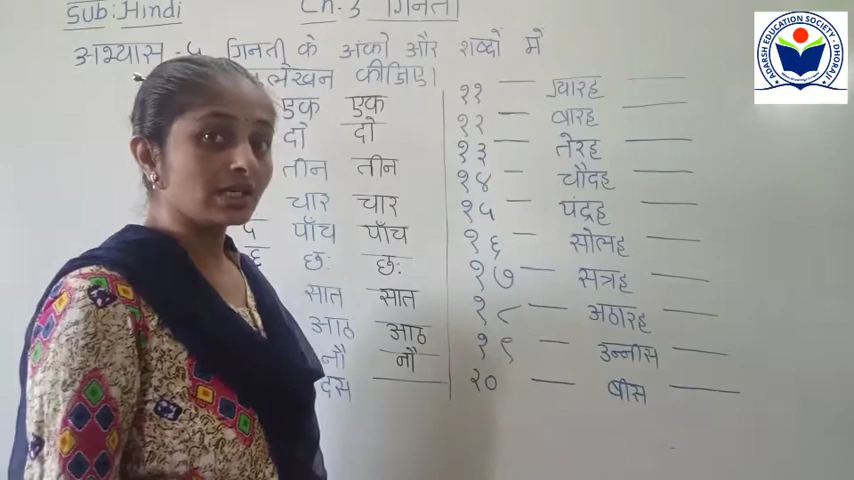 Sub: Hindi
Ch-3 गिनती
अभ्यास-५ गिनती के अंको और शब्दों में
लेखन कीजिए।
एक एक
दो दो
तीन तीन
चार चार
५ पाँच पाँच
६ छः छः
सात सात
आठ आठ
नौ नौ
दस
११ — ग्यारह
१२ — बारह
१३ — तेरह
१४ — चौदह
१५ — पंद्रह
१६ — सोलह
१७ — सत्रह
१८ — अठारह
१९ — उन्नीस
२० — बीस
ADARSH EDUCATION SOCIETY - DHORAJI